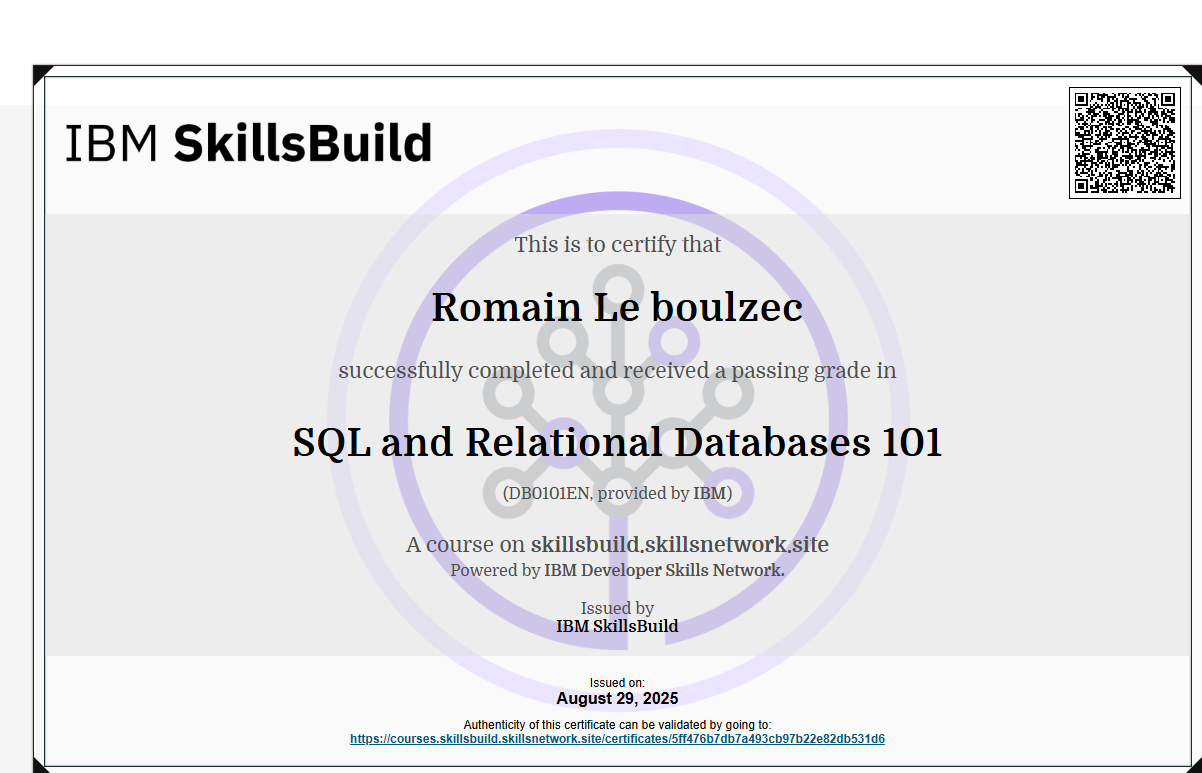 IBM SkillsBuild
This is to certify that
Romain Le boulzec
successfully completed and received a passing grade in
SQL and Relational Databases 101
(DB0101EN, provided by IBM)
A course on skillsbuild.skillsnetwork.site
Powered by IBM Developer Skills Network.
Issued by
IBM SkillsBuild
Issued on:
August 29, 2025
Authenticity of this certificate can be validated by going to:
https://courses.skillsbuild.skillsnetwork.site/certificates/5ff476b7db7a493cb97b22e82db531d6